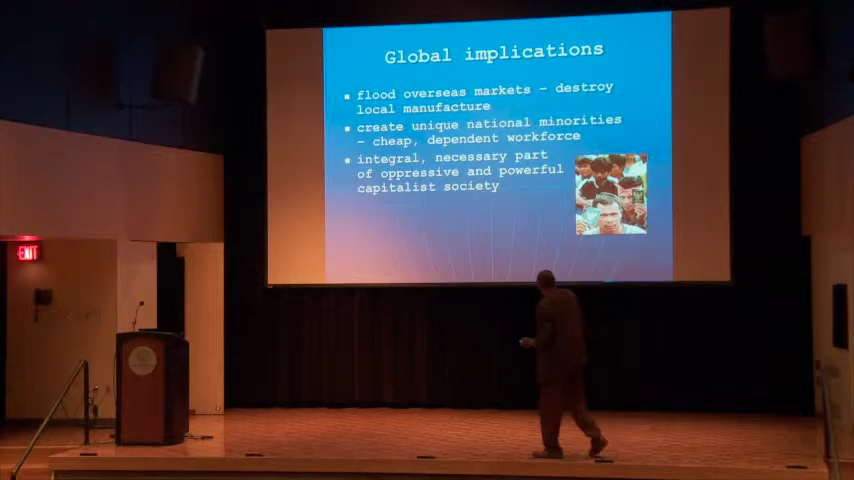 Global implications
▪ flood overseas markets – destroy
local manufacture
▪ create unique national minorities
– cheap, dependent workforce
▪ integral, necessary part
of oppressive and powerful
capitalist society
EXIT